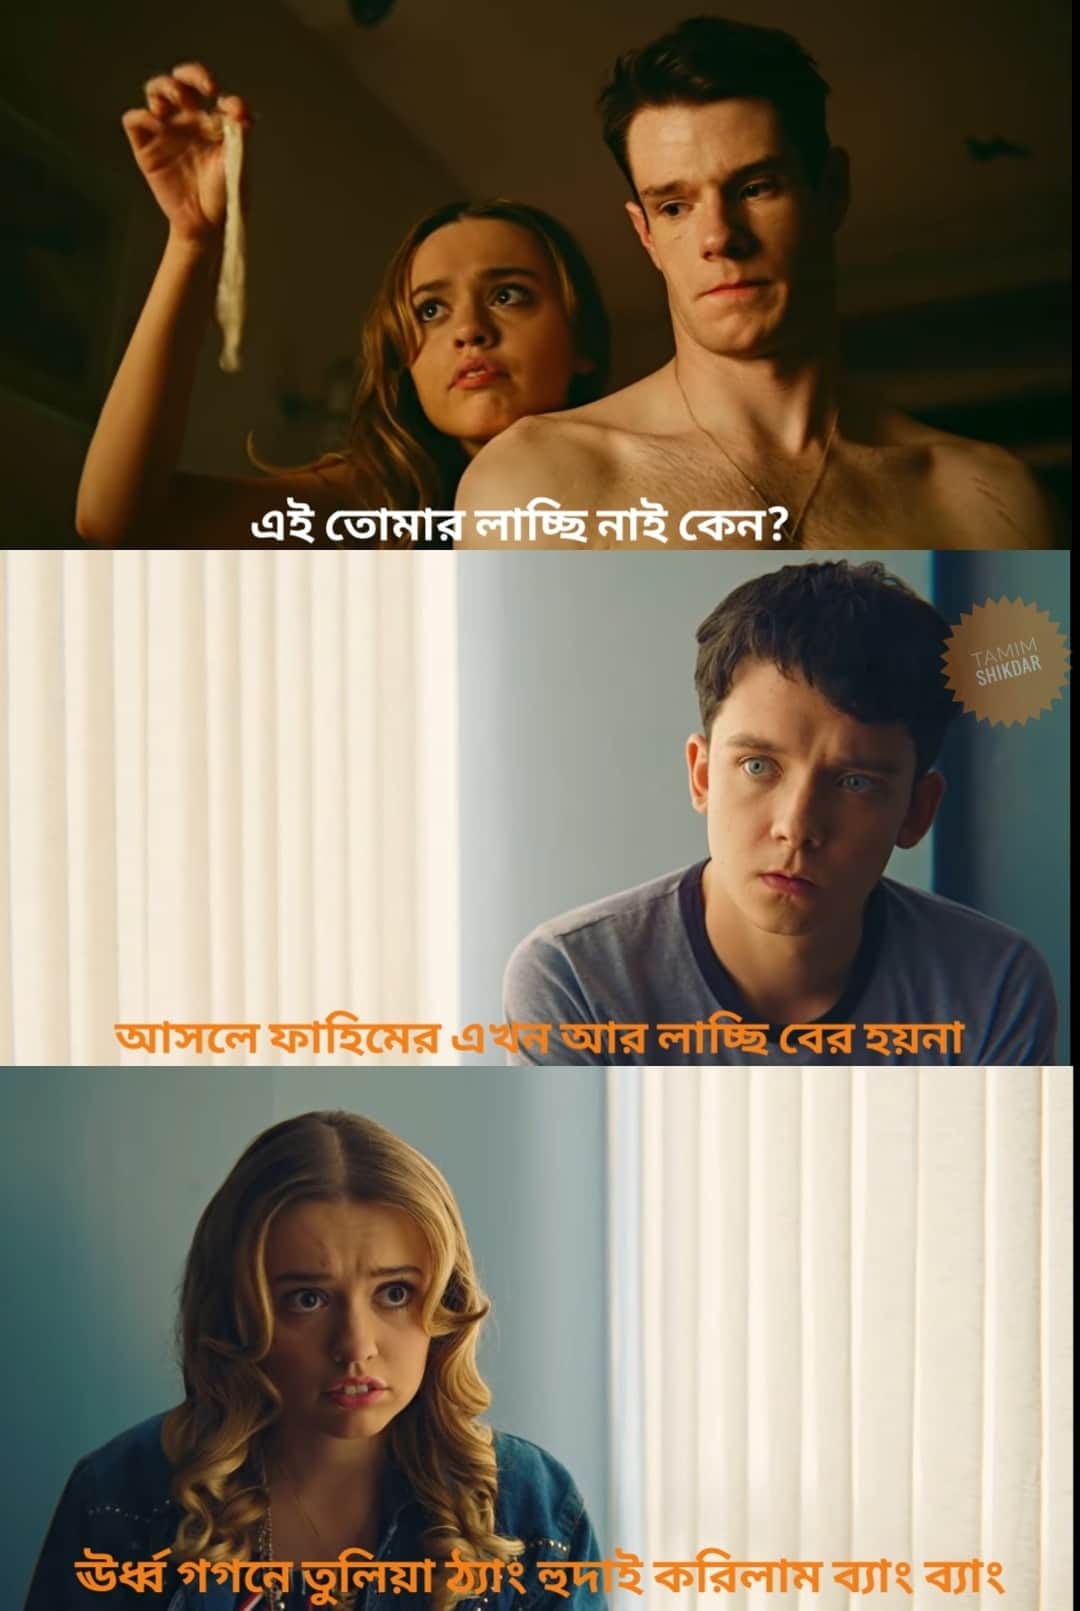 এই তোমার লাচ্ছি নাই কেন?
TAMIM
SHIKDAR
আসলে ফাহিমের এখন আর লাচ্ছি বের হয়না
ঊর্ধ্ব গগনে তুলিয়া ঠ্যাং হুদাই করিলাম ব্যাং ব্যাং